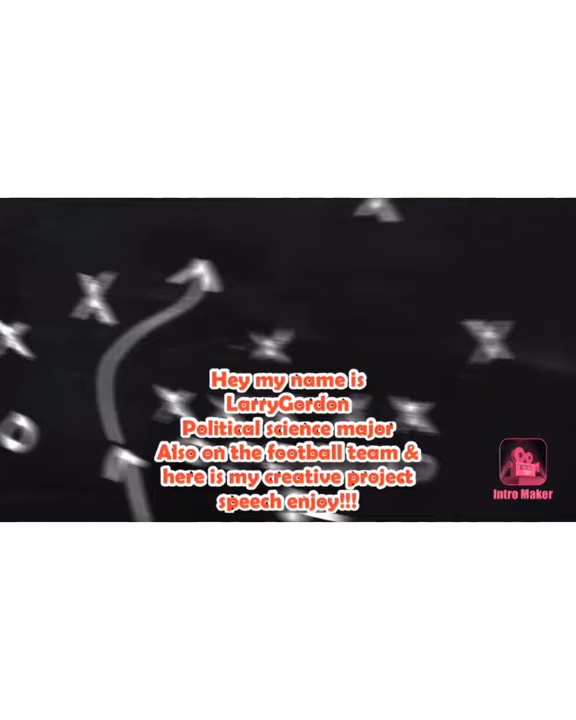 Hey my name is
LarryGordon
Political science major
Also on the football team &
here is my creative project
speech enjoy!!!
Intro Maker